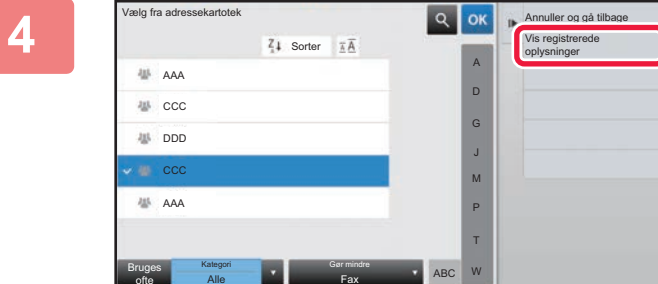 4
Vælg fra adressekartotek
OK
Annuller og gå tilbage
Vis registrerede
oplysninger
Z↓ Sorter
A A
AAA
CCC
DDD
CCC
AAA
A
D
G
J
M
P
T
W
Bruges
ofte
Kategori
Alle
Gør mindre
Fax
ABC